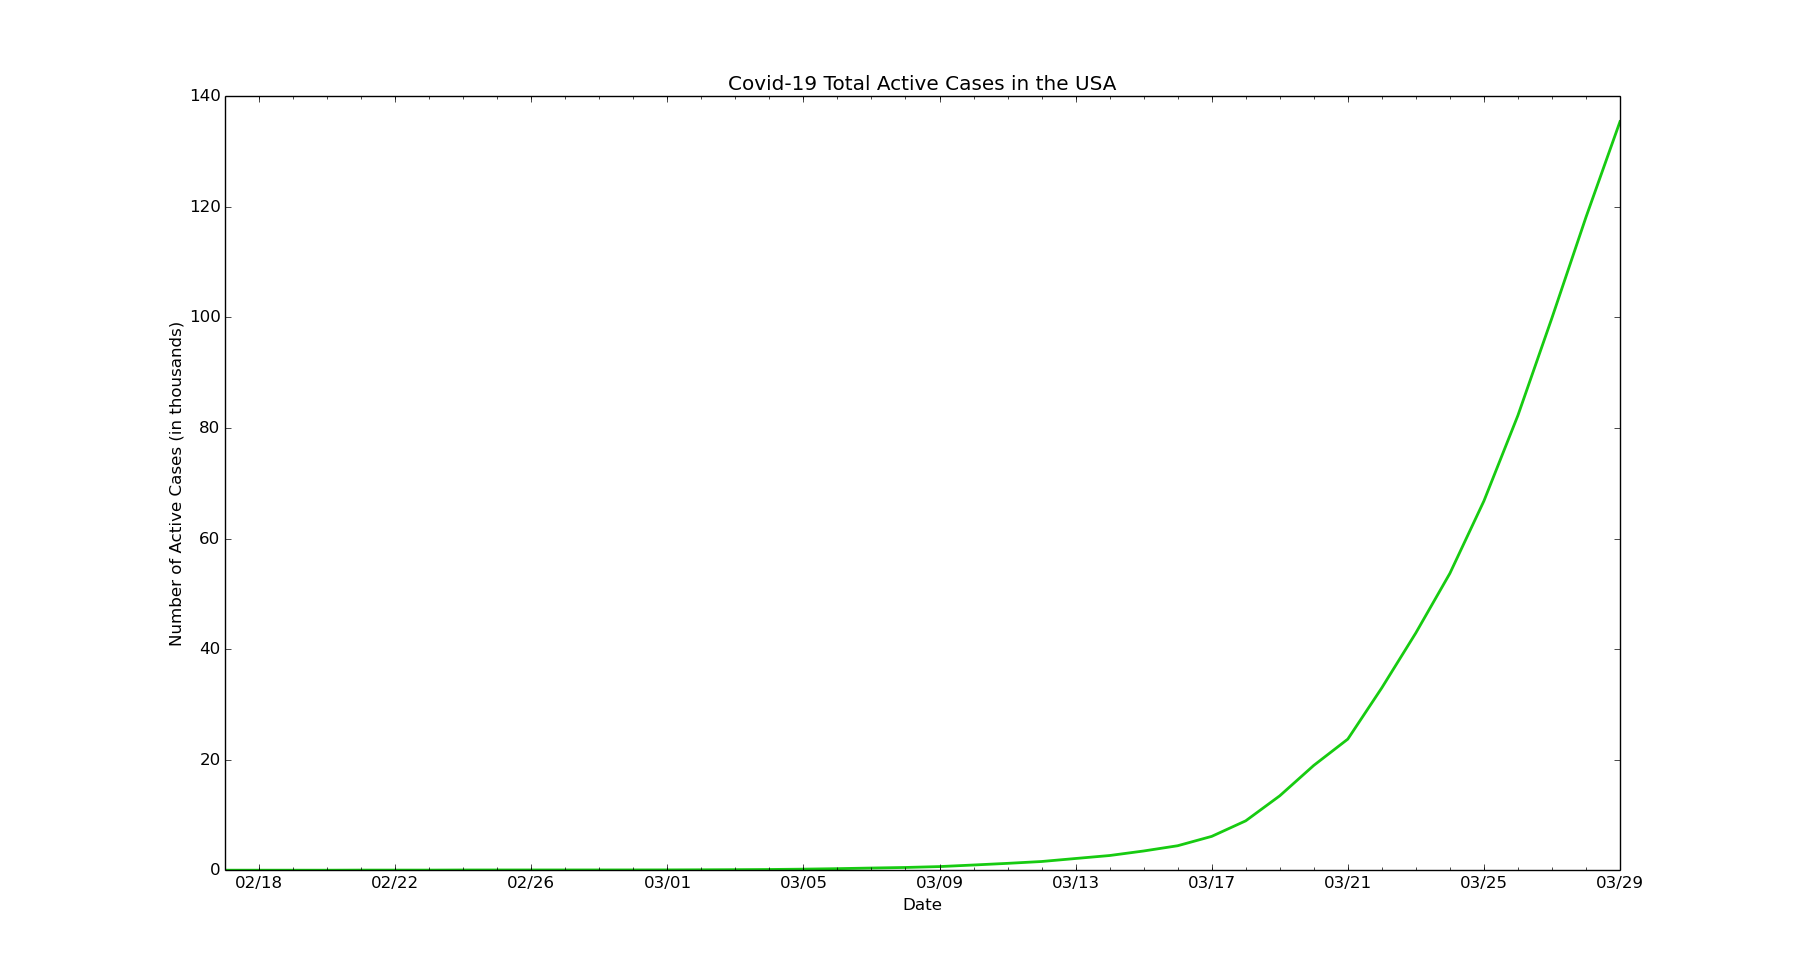 Covid-19 Total Active Cases in the USA
140
120
100
80
60
40
20
0
Number of Active Cases (in thousands)
02/18 02/22 02/26 03/01 03/05 03/09 03/13 03/17 03/21 03/25 03/29
Date